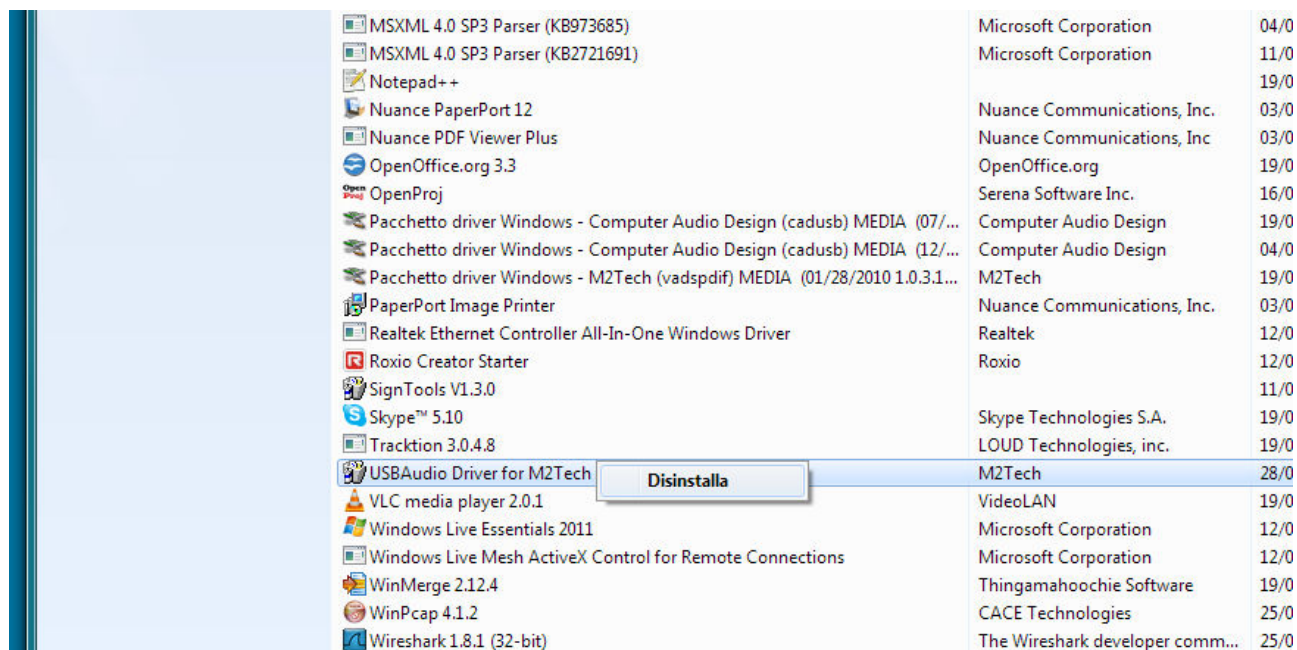 MSXML 4.0 SP3 Parser (KB973685) Microsoft Corporation 04/0
MSXML 4.0 SP3 Parser (KB2721691) Microsoft Corporation 11/0
Notepad++ 19/0
Nuance PaperPort 12 Nuance Communications, Inc. 03/0
Nuance PDF Viewer Plus Nuance Communications, Inc 03/0
OpenOffice.org 3.3 OpenOffice.org 19/0
Open Proj OpenProj Serena Software Inc. 16/0
Pacchetto driver Windows - Computer Audio Design (cadusb) MEDIA (07/... Computer Audio Design 19/0
Pacchetto driver Windows - Computer Audio Design (cadusb) MEDIA (12/... Computer Audio Design 04/0
Pacchetto driver Windows - M2Tech (vadspdif) MEDIA (01/28/2010 1.0.3.1... M2Tech 19/0
PaperPort Image Printer Nuance Communications, Inc. 03/0
Realtek Ethernet Controller All-In-One Windows Driver Realtek 12/0
Roxio Creator Starter Roxio 12/0
SignTools V1.3.0 11/0
Skype™ 5.10 Skype Technologies S.A. 19/0
Tracktion 3.0.4.8 LOUD Technologies, inc. 19/0
USBAudio Driver for M2Tech Disinstalla M2Tech 28/0
VLC media player 2.0.1 VideoLAN 19/0
Windows Live Essentials 2011 Microsoft Corporation 12/0
Windows Live Mesh ActiveX Control for Remote Connections Microsoft Corporation 12/0
WinMerge 2.12.4 Thingamahoochie Software 19/0
WinPcap 4.1.2 CACE Technologies 25/0
Wireshark 1.8.1 (32-bit) The Wireshark developer comm... 25/0